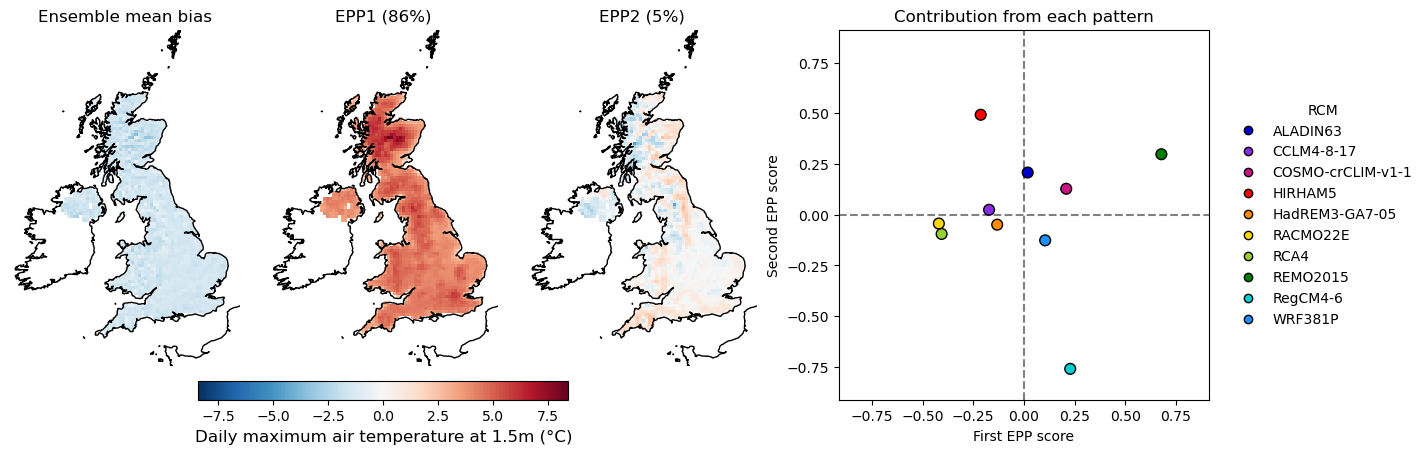 Ensemble mean bias
EPP1 (86%)
EPP2 (5%)
Contribution from each pattern
−7.5 −5.0 −2.5 0.0 2.5 5.0 7.5
Daily maximum air temperature at 1.5m (°C)
Second EPP score
0.75
0.50
0.25
0.00
−0.25
−0.50
−0.75
−0.75 −0.50 −0.25 0.00 0.25 0.50 0.75
First EPP score
RCM
ALADIN63
CCLM4-8-17
COSMO-crCLIM-v1-1
HIRHAM5
HadREM3-GA7-05
RACMO22E
RCA4
REMO2015
RegCM4-6
WRF381P